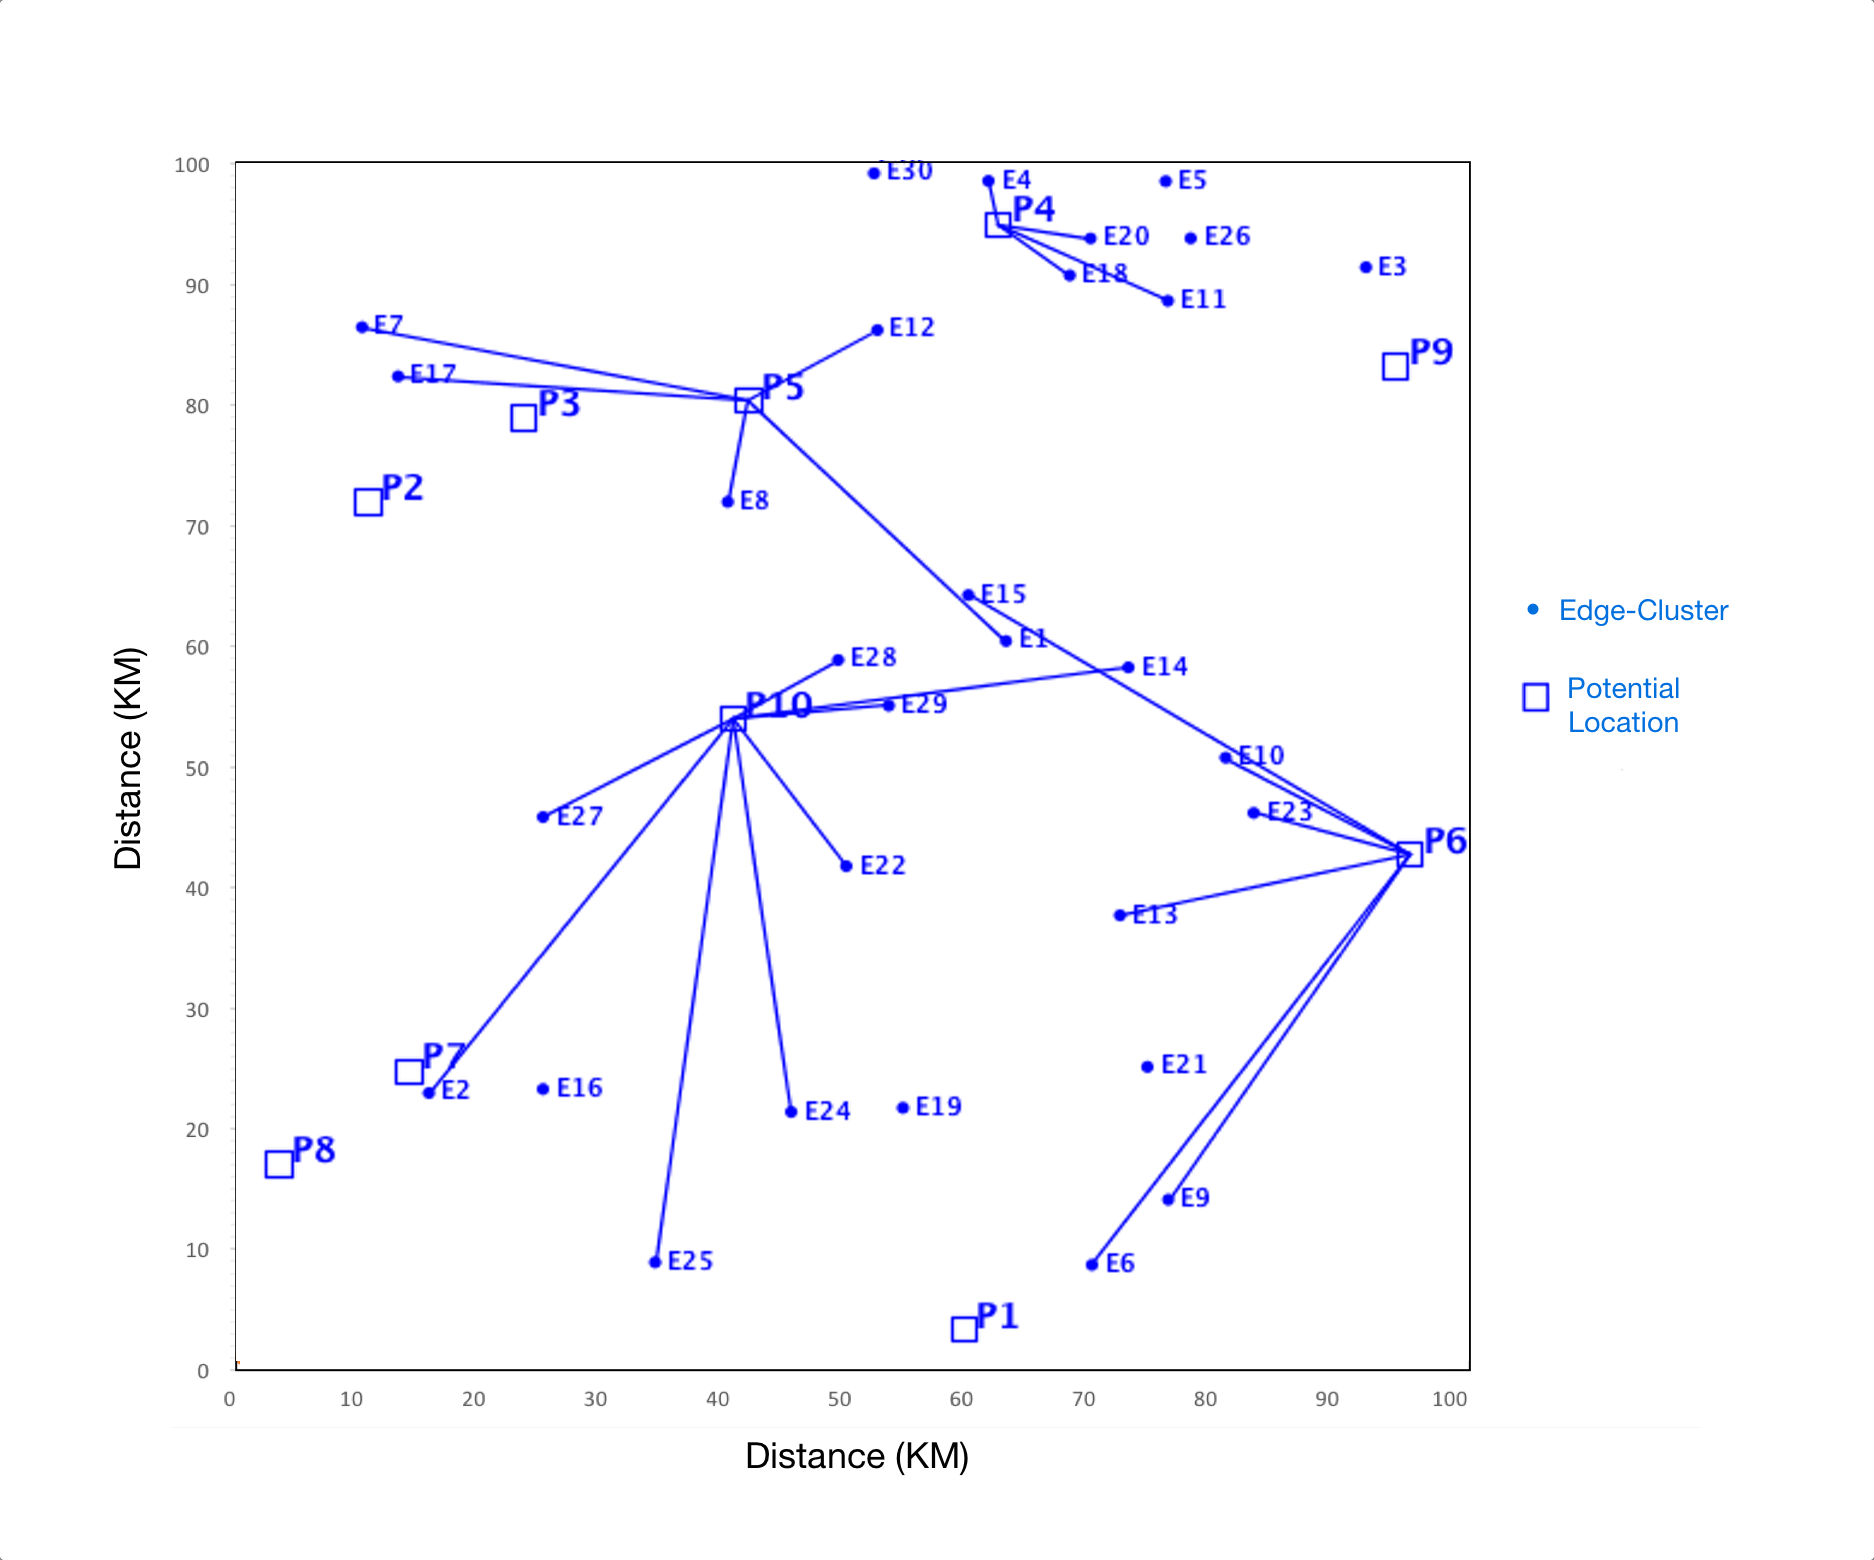 100
E30
E4
E5
P4
E20
E26
E18
E3
90
E11
E7
E12
P9
E17
P5
80
P3
P2
E8
70
E15
Edge-Cluster
60
E1
E28
E14
Potential
Location
P10
E29
50
E10
E27
E23
P6
E22
40
E13
Distance (KM)
30
P7
E21
E2
E16
E24
E19
20
P8
E9
10
E25
E6
P1
0
0 10 20 30 40 50 60 70 80 90 100
Distance (KM)